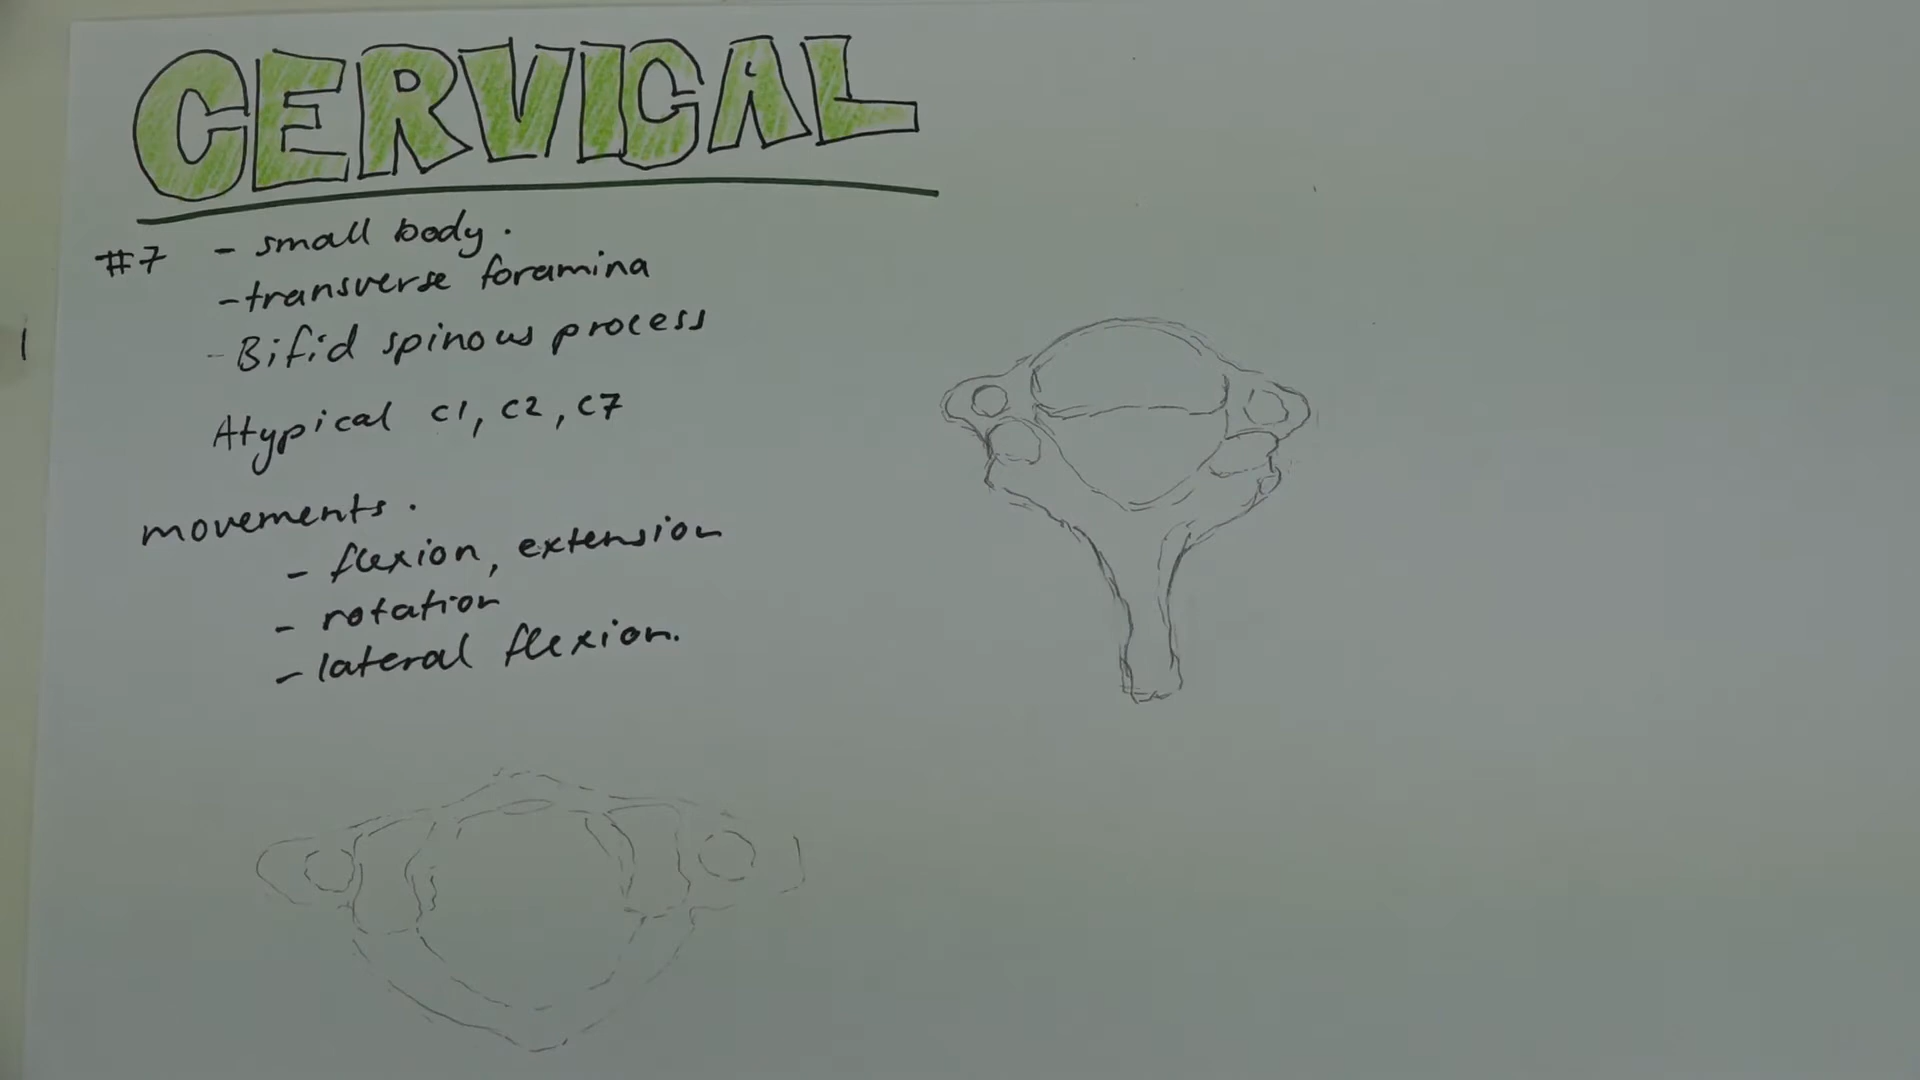 CERVICAL
#7 - small body.
- transverse foramina
- Bifid spinous process
Atypical C1, C2, C7
movements.
- flexion, extension
- rotation
- lateral flexion.